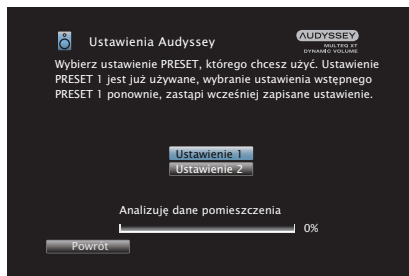 Ustawienia Audyssey
AUDYSSEY
MULTEQ XT
DYNAMIC VOLUME
Wybierz ustawienie PRESET, którego chcesz użyć. Ustawienie
PRESET 1 jest już używane, wybranie ustawienia wstępnego
PRESET 1 ponownie, zastąpi wcześniej zapisane ustawienie.
Ustawienie 1
Ustawienie 2
Analizuję dane pomieszczenia
0%
Powrót